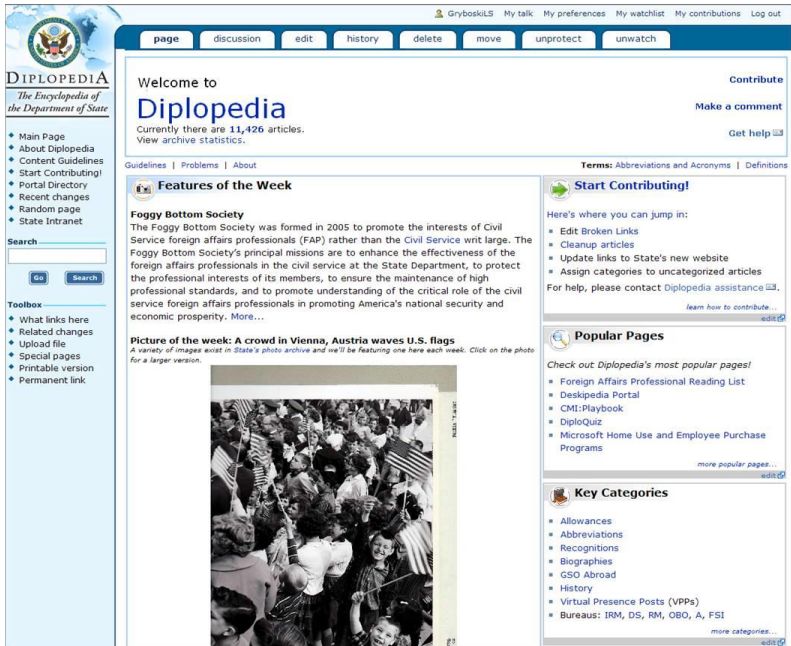 GryboskiLS My talk My preferences My watchlist My contributions Log out
page discussion edit history delete move unprotect unwatch
DIPLOPEDIA
The Encyclopedia of
the Department of State
Main Page
About Diplopedia
Content Guidelines
Start Contributing!
Portal Directory
Recent changes
Random page
State Intranet
Search
Go Search
Toolbox
What links here
Related changes
Upload file
Special pages
Printable version
Permanent link
Welcome to
Diplopedia
Currently there are 11,426 articles.
View archive statistics.
Contribute
Make a comment
Get help
Guidelines | Problems | About
Terms: Abbreviations and Acronyms | Definitions
Features of the Week
Foggy Bottom Society
The Foggy Bottom Society was formed in 2005 to promote the interests of Civil
Service foreign affairs professionals (FAP) rather than the Civil Service writ large. The
Foggy Bottom Society's principal missions are to enhance the effectiveness of the
foreign affairs professionals in the civil service at the State Department, to protect
the professional interests of its members, to ensure the maintenance of high
professional standards, and to promote understanding of the critical role of the civil
service foreign affairs professionals in promoting America's national security and
economic prosperity. More...
Picture of the week: A crowd in Vienna, Austria waves U.S. flags
A variety of images exist in State's photo archive and we'll be featuring one here each week. Click on the photo
for a larger version.
Start Contributing!
Here's where you can jump in:
Edit Broken Links
Cleanup articles
Update links to State's new website
Assign categories to uncategorized articles
For help, please contact Diplopedia assistance.
learn how to contribute...
edit
Popular Pages
Check out Diplopedia's most popular pages!
Foreign Affairs Professional Reading List
Deskipedia Portal
CMI:Playbook
DiploQuiz
Microsoft Home Use and Employee Purchase
Programs
more popular pages...
edit
Key Categories
Allowances
Abbreviations
Recognitions
Biographies
GSO Abroad
History
Virtual Presence Posts (VPPs)
Bureaus: IRM, DS, RM, OBO, A, FSI
more categories...
edit